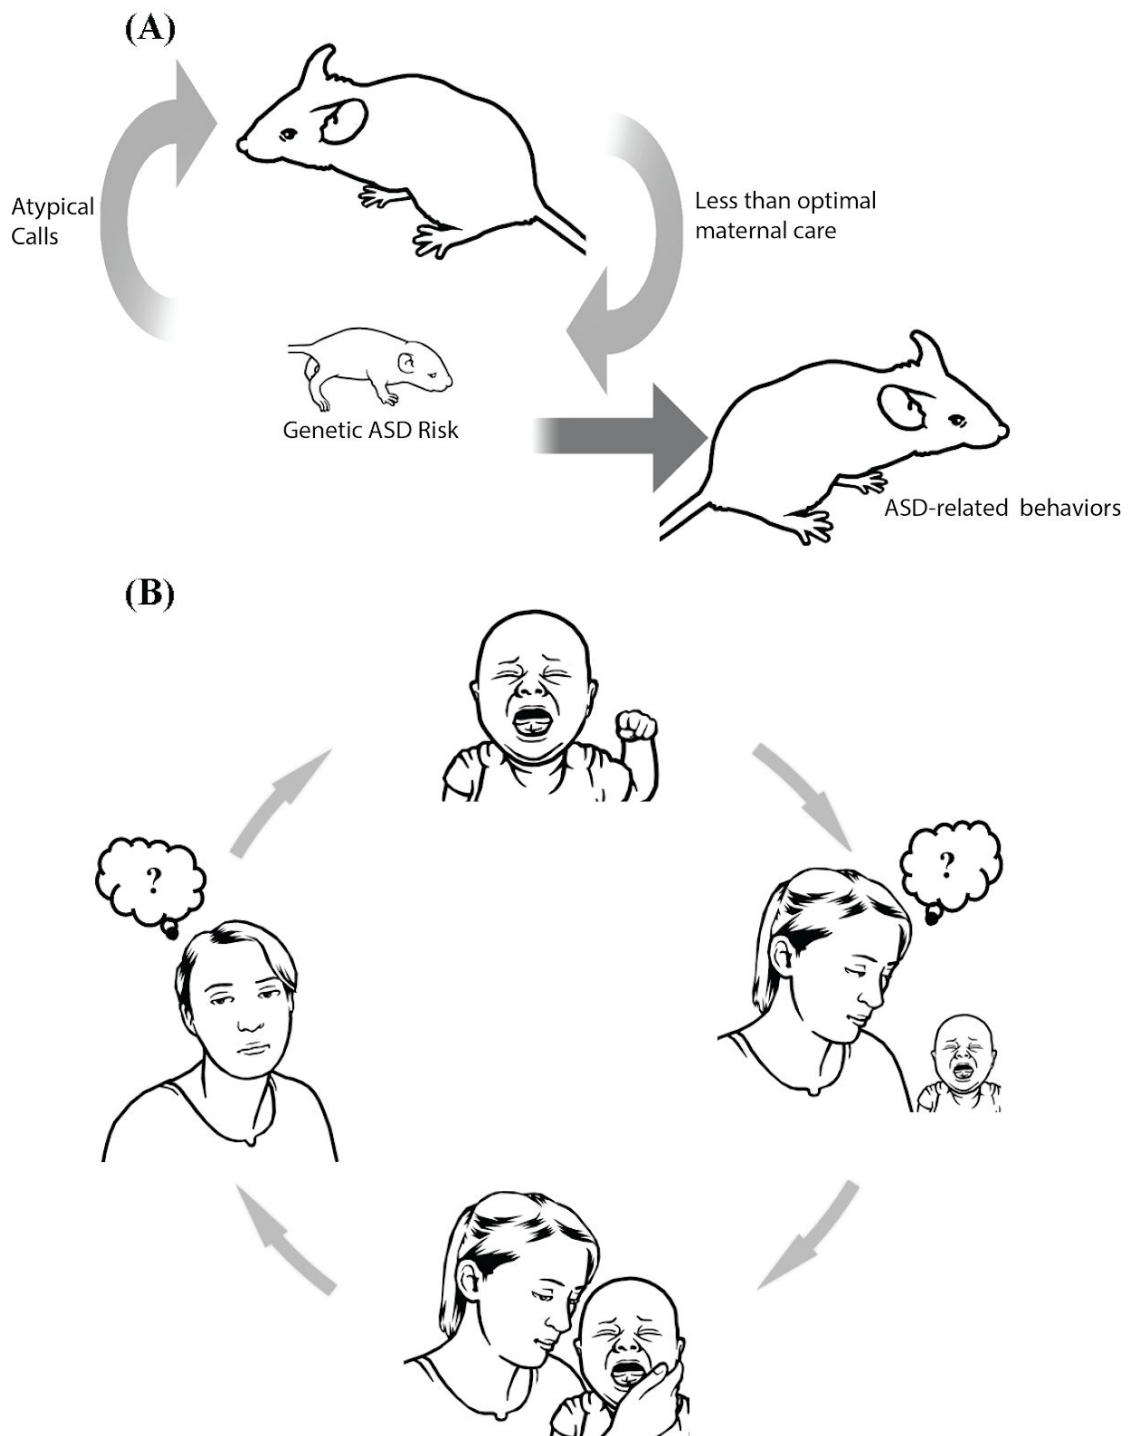 (A)
Atypical
Calls
Less than optimal
maternal care
Genetic ASD Risk
ASD-related behaviors
(B)
?
?